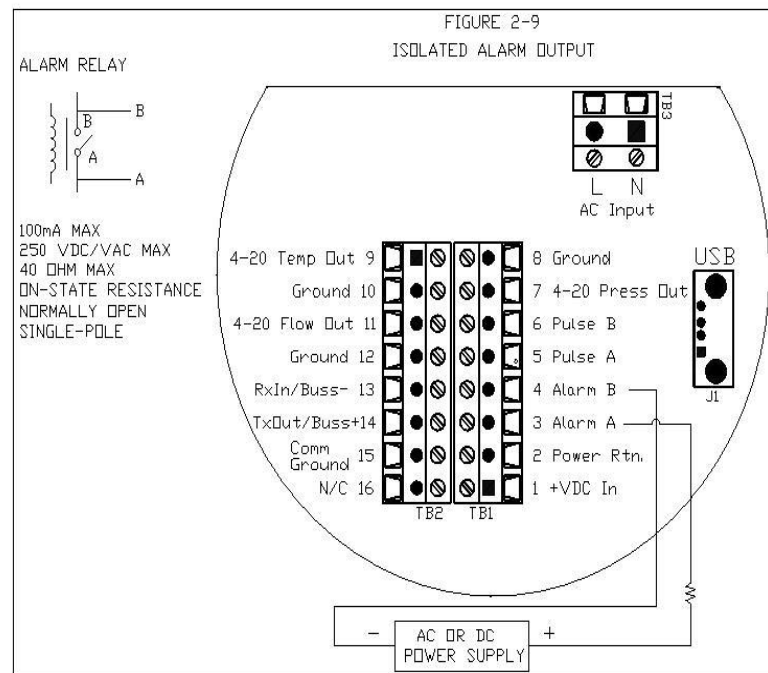 FIGURE 2-9
ISOLATED ALARM OUTPUT
ALARM RELAY
B
B
A
A
100mA MAX
250 VDC/VAC MAX
40 OHM MAX
ON-STATE RESISTANCE
NORMALLY OPEN
SINGLE-POLE
TB3
L N
AC Input
4-20 Temp Out 9
Ground 10
4-20 Flow Out 11
Ground 12
RxIn/Buss- 13
TxOut/Buss+14
Comm
Ground 15
N/C 16
8 Ground
7 4-20 Press Out
6 Pulse B
5 Pulse A
4 Alarm B
3 Alarm A
2 Power Rtn.
1 +VDC In
TB2 TB1
USB
J1
- +
AC OR DC
POWER SUPPLY